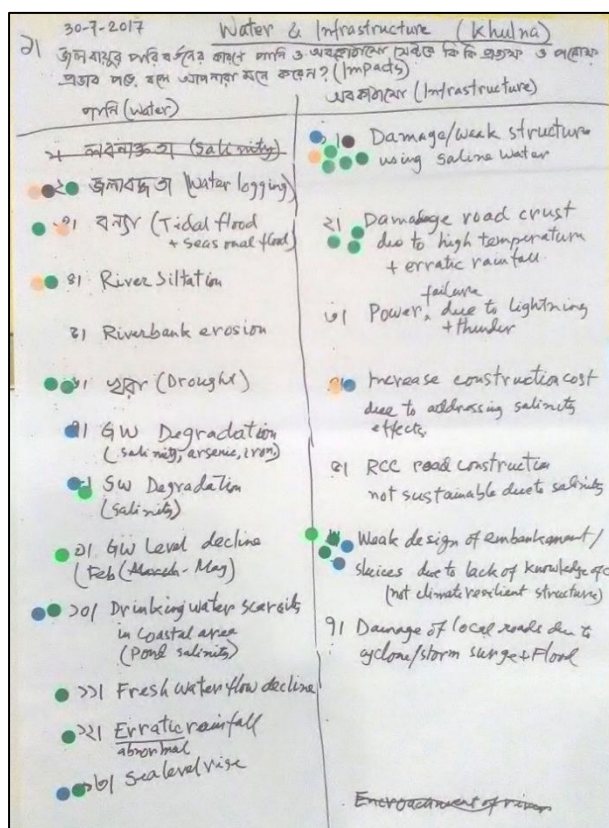 30-7-2017 Water & Infrastructure (Khulna)
১। জলবায়ুর পরিবর্তনের কারণে পানি ও অবকাঠামো সেক্টরে কি কি প্রত্যক্ষ ও পরোক্ষ
প্রভাব পড়ে বলে আপনারা মনে করেন? (Impacts)
পানি (Water)
১। লবনাক্ততা (Salinity)
২। জলাবদ্ধতা (Water logging)
৩। বন্যা (Tidal flood
+ seasonal flood)
৪। River Siltation
৫। Riverbank erosion
৬। খরা (Drought)
৭। GW Degradation
(salinity, arsenic, iron)
৮। SW Degradation
(salinity)
৯। GW Level decline
(Feb (March - May)
১০। Drinking water scarcity
in coastal area
(Pond salinity)
১১। Fresh water flow decline
১২। Erratic rainfall
abnormal
১৩। Sea level rise
অবকাঠামো (Infrastructure)
১। Damage/weak structure
using saline water
২। Damage road crust
due to high temperature
+ erratic rainfall
৩। Power failure due to lightning
+ thunder
৪। Increase construction cost
due to addressing salinity
effects,
৫। RCC road construction
not sustainable due to salinity
৬। Weak design of embankment/
sluices due to lack of knowledge of c
(not climate resilient structure)
৭। Damage of local roads due to
cyclone/storm surge + Flood
Encroachment of river